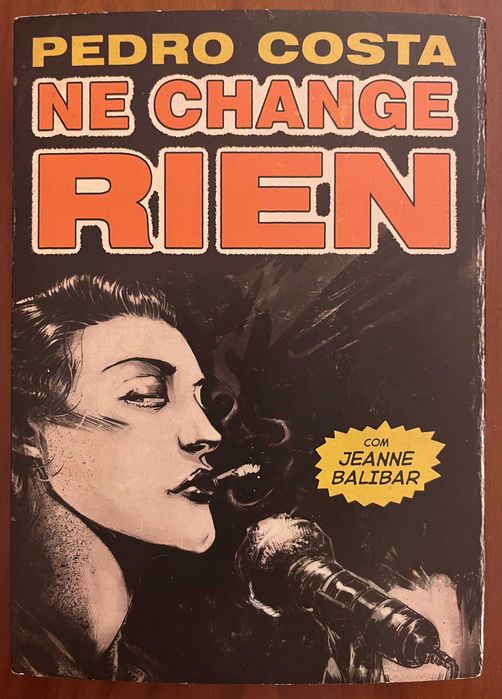 PEDRO COSTA
NE CHANGE
RIEN
COM
JEANNE
BALIBAR